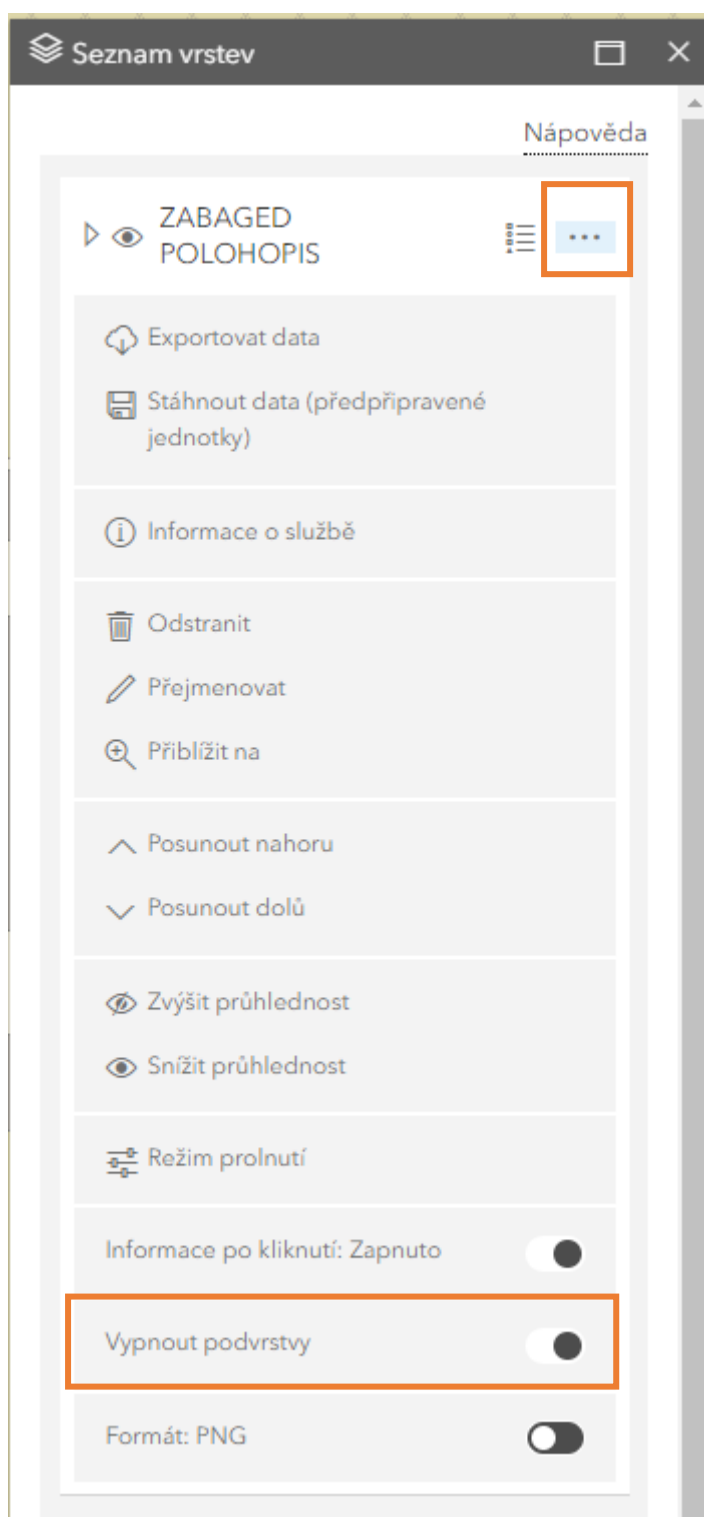 Seznam vrstev
Nápověda
ZABAGED
POLOHOPIS
Exportovat data
Stáhnout data (předpřipravené
jednotky)
Informace o službě
Odstranit
Přejmenovat
Přiblížit na
Posunout nahoru
Posunout dolů
Zvýšit průhlednost
Snížit průhlednost
Režim prolnutí
Informace po kliknutí: Zapnuto
Vypnout podvrstvy
Formát: PNG